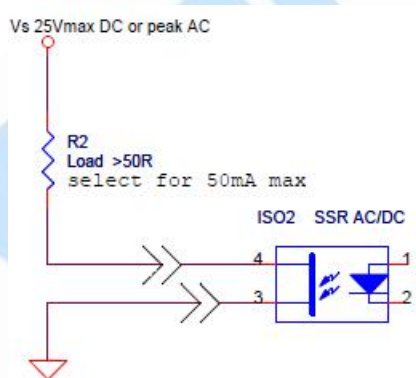 Vs 25Vmax DC or peak AC
R2
Load >50R
select for 50mA max
ISO2 SSR AC/DC
4 1
3 2